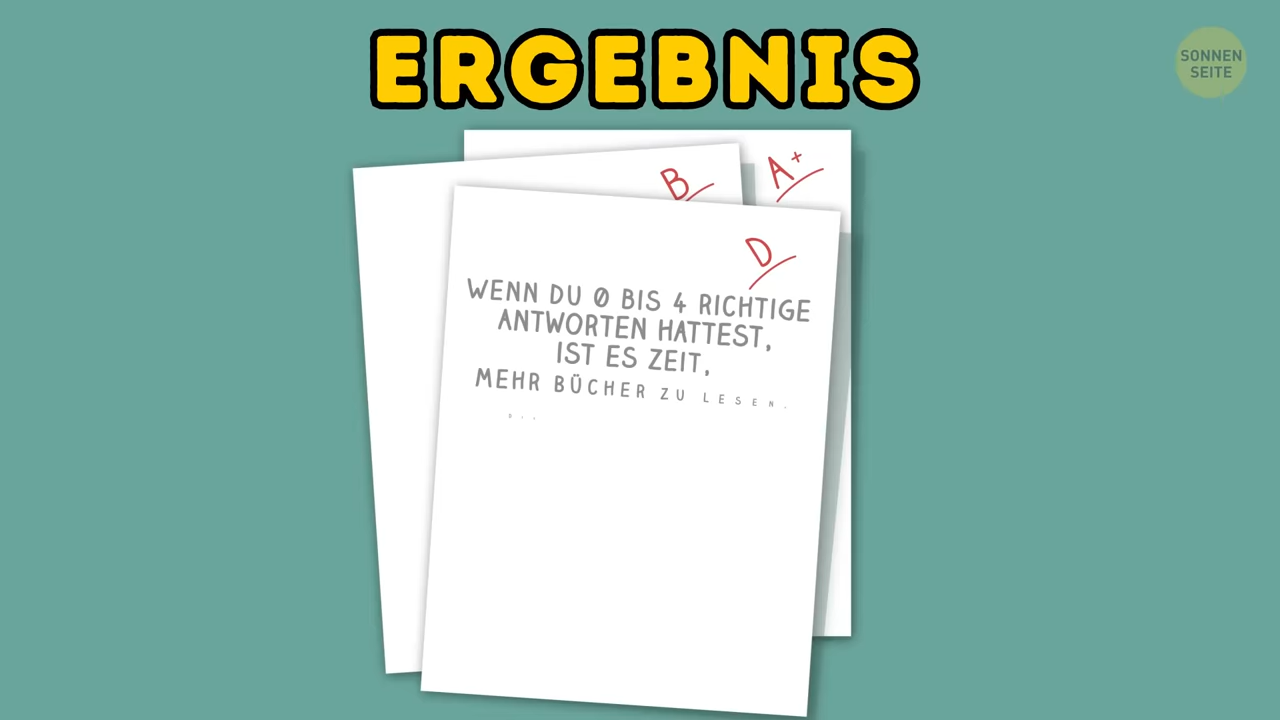 ERGEBNIS
SONNEN
SEITE
A+
B
D
WENN DU 0 BIS 4 RICHTIGE
ANTWORTEN HATTEST,
IST ES ZEIT,
MEHR BÜCHER ZU LESEN.